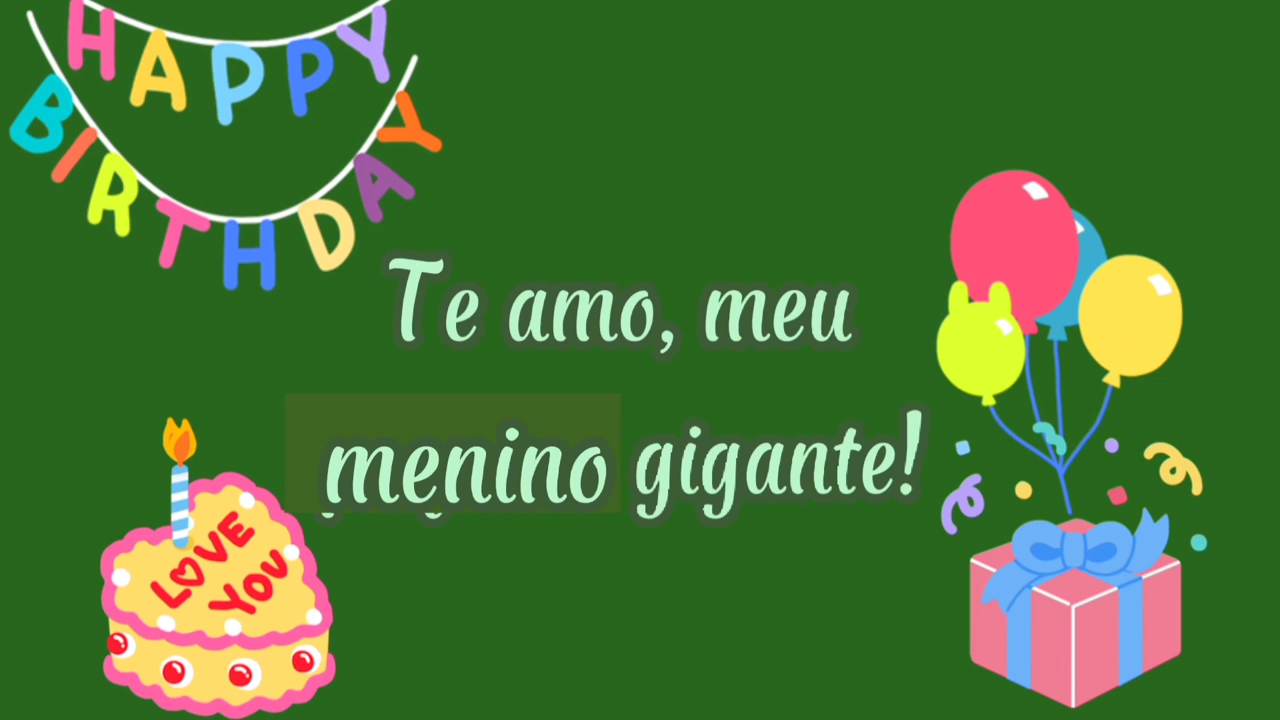 HAPPY
BIRTHDAY
Te amo, meu
menino gigante!
LOVE
YOU